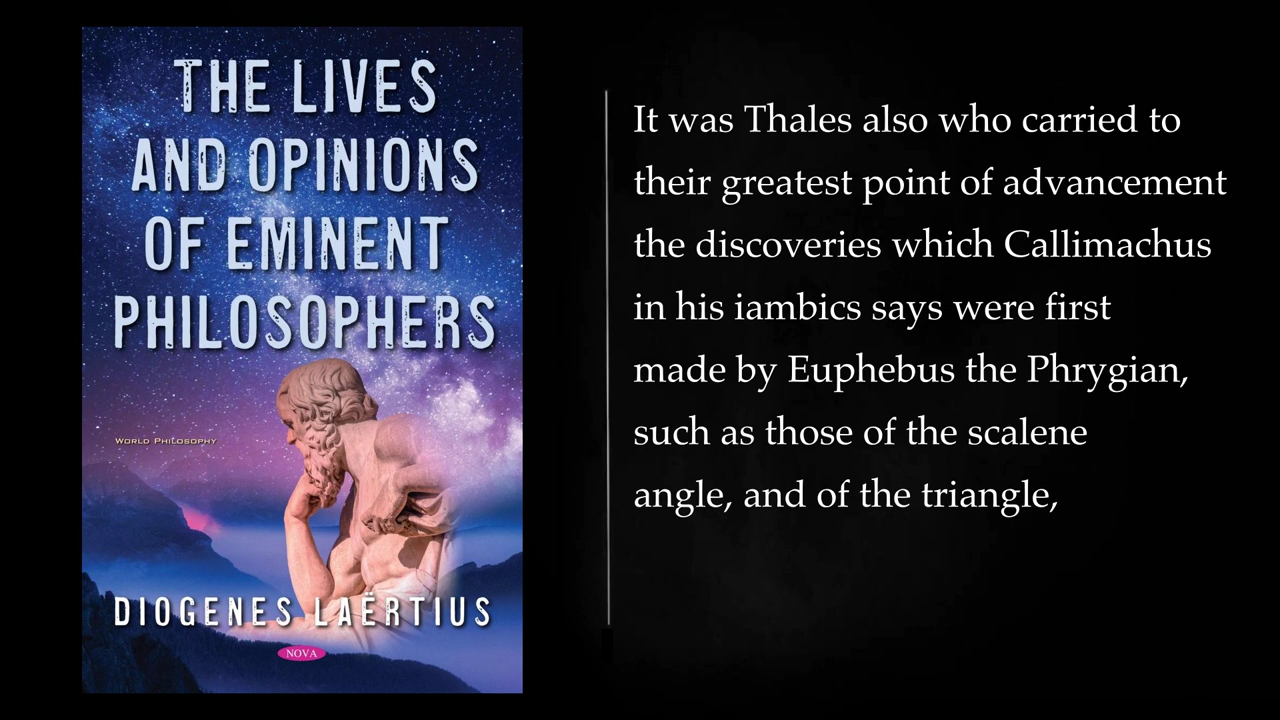 THE LIVES
AND OPINIONS
OF EMINENT
PHILOSOPHERS
WORLD PHILOSOPHY
DIOGENES LAËRTIUS
NOVA
It was Thales also who carried to
their greatest point of advancement
the discoveries which Callimachus
in his iambics says were first
made by Euphebus the Phrygian,
such as those of the scalene
angle, and of the triangle,